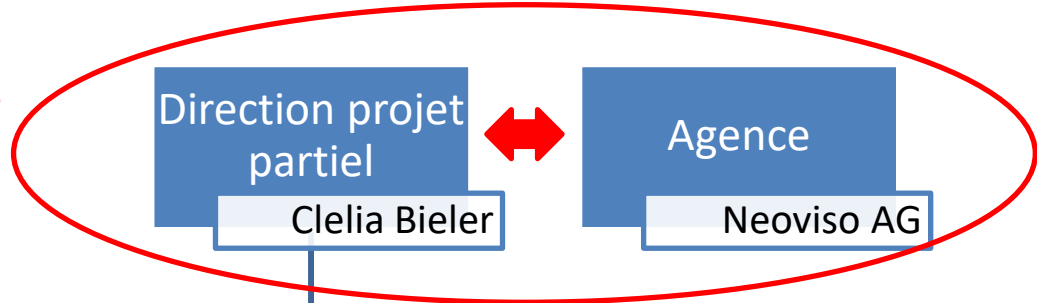 Direction projet
partiel
Clelia Bieler
Agence
Neoviso AG